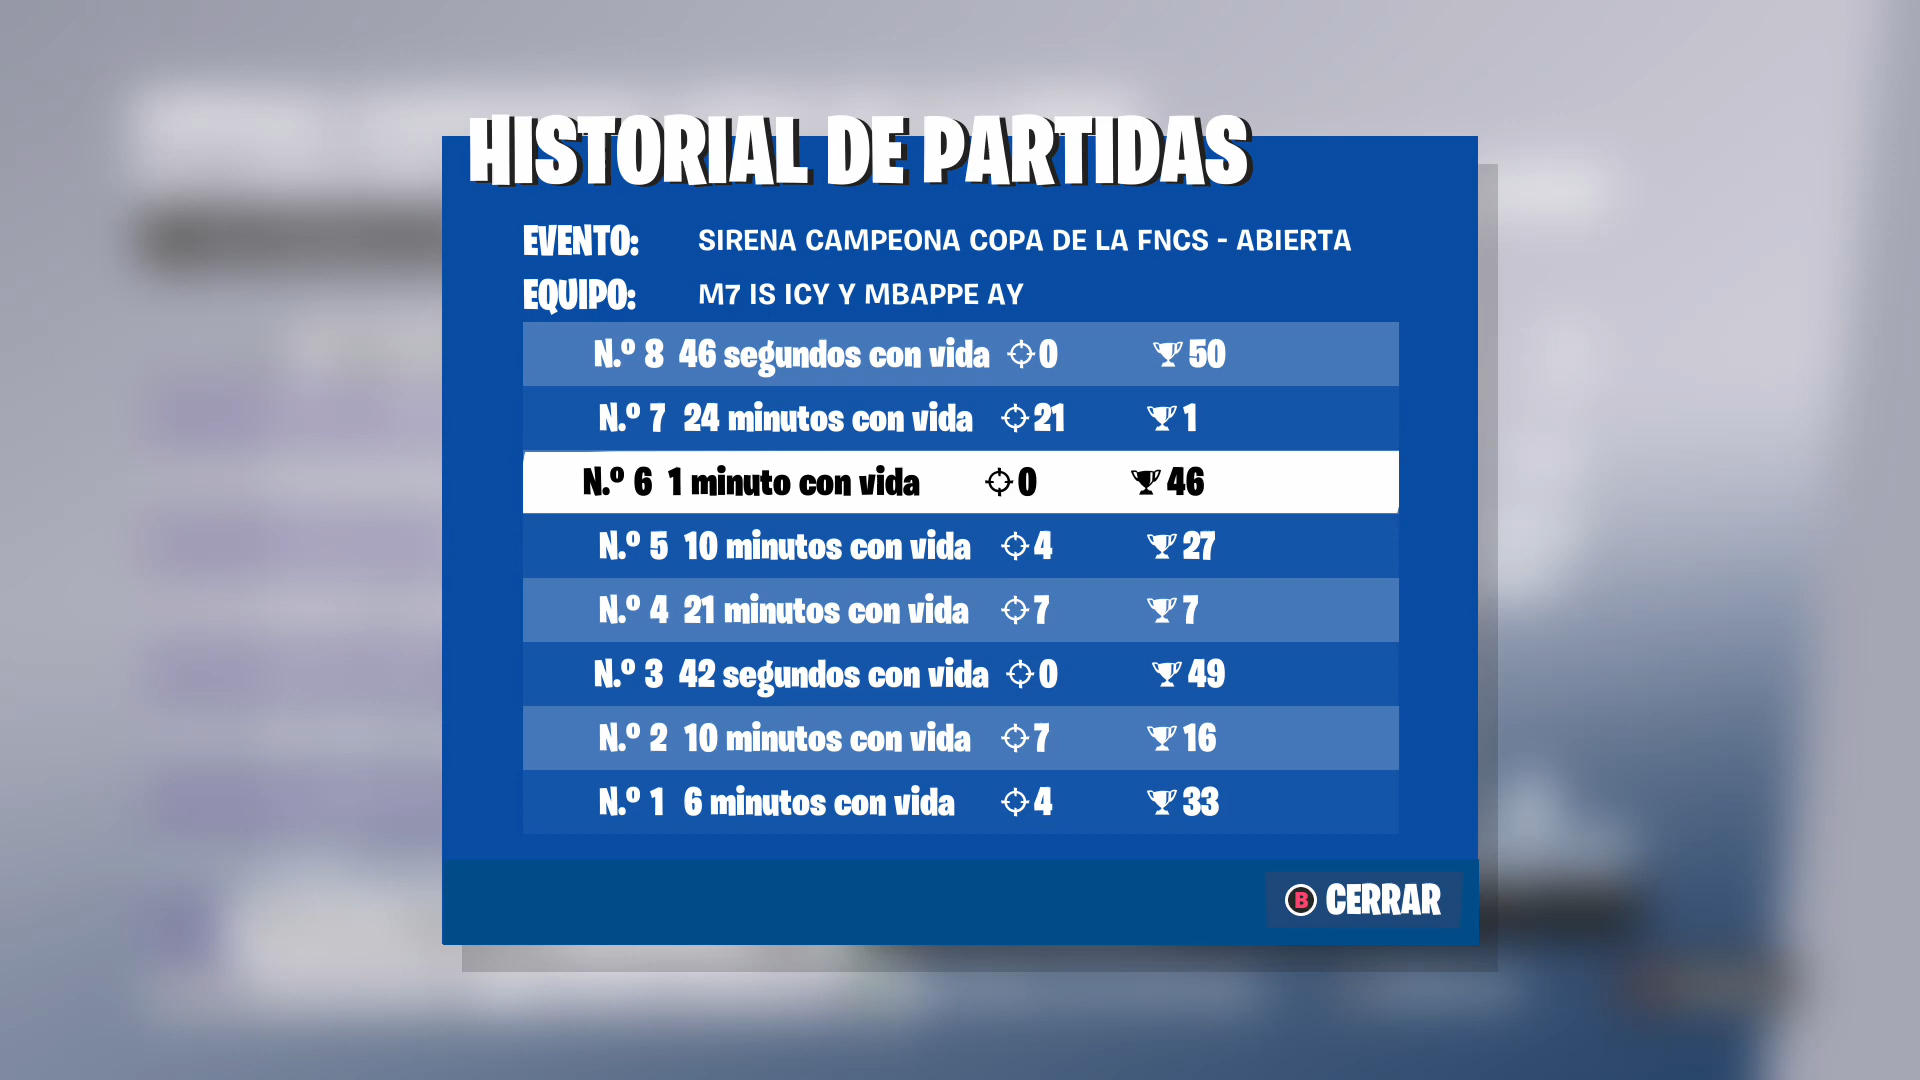 HISTORIAL DE PARTIDAS
EVENTO: SIRENA CAMPEONA COPA DE LA FNCS - ABIERTA
EQUIPO: M7 IS ICY Y MBAPPE AY
N.º 8 46 segundos con vida 0 50
N.º 7 24 minutos con vida 21 1
N.º 6 1 minuto con vida 0 46
N.º 5 10 minutos con vida 4 27
N.º 4 21 minutos con vida 7 7
N.º 3 42 segundos con vida 0 49
N.º 2 10 minutos con vida 7 16
N.º 1 6 minutos con vida 4 33
B CERRAR